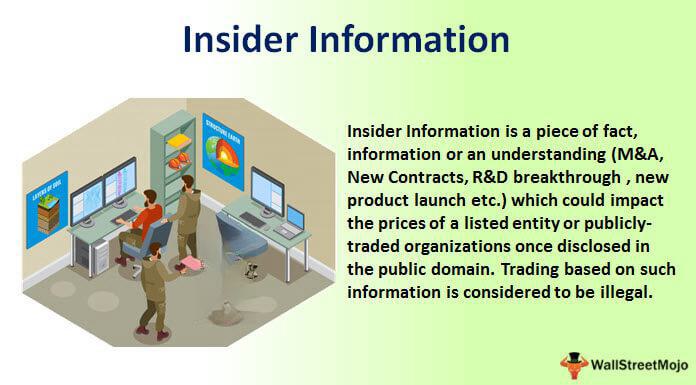 Insider Information
LAYERS OF SOIL
STRUCTURE EARTH
Insider Information is a piece of fact,
information or an understanding (M&A,
New Contracts, R&D breakthrough , new
product launch etc.) which could impact
the prices of a listed entity or publicly-
traded organizations once disclosed in
the public domain. Trading based on such
information is considered to be illegal.
WallStreetMojo